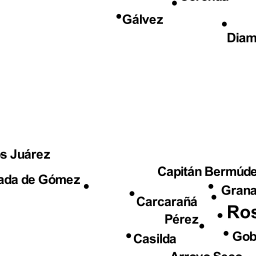 Gálvez
Diam
s Juárez
Capitán Bermúde
ada de Gómez
Grana
Carcarañá
Ros
Pérez
Casilda
Gob